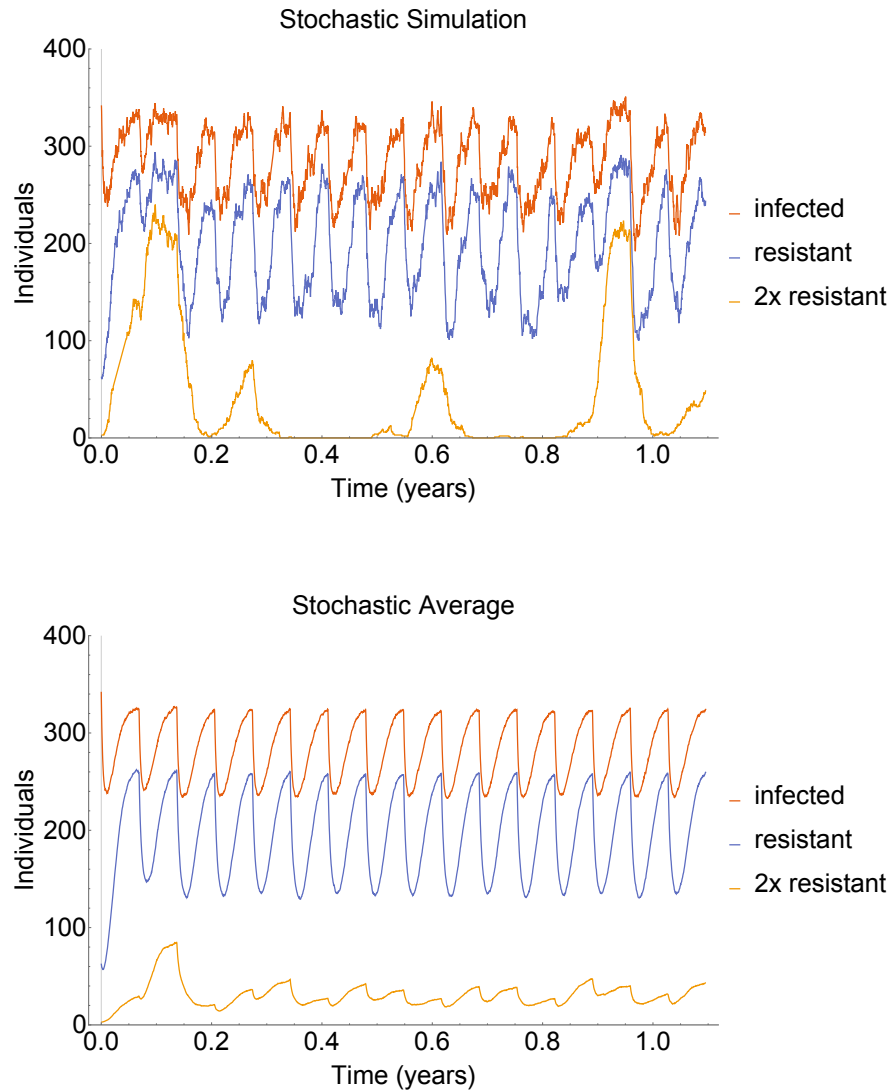 Stochastic Simulation
400
300
200
100
0
Individuals
0.0 0.2 0.4 0.6 0.8 1.0
Time (years)
infected
resistant
2x resistant
Stochastic Average
400
300
200
100
0
Individuals
0.0 0.2 0.4 0.6 0.8 1.0
Time (years)
infected
resistant
2x resistant